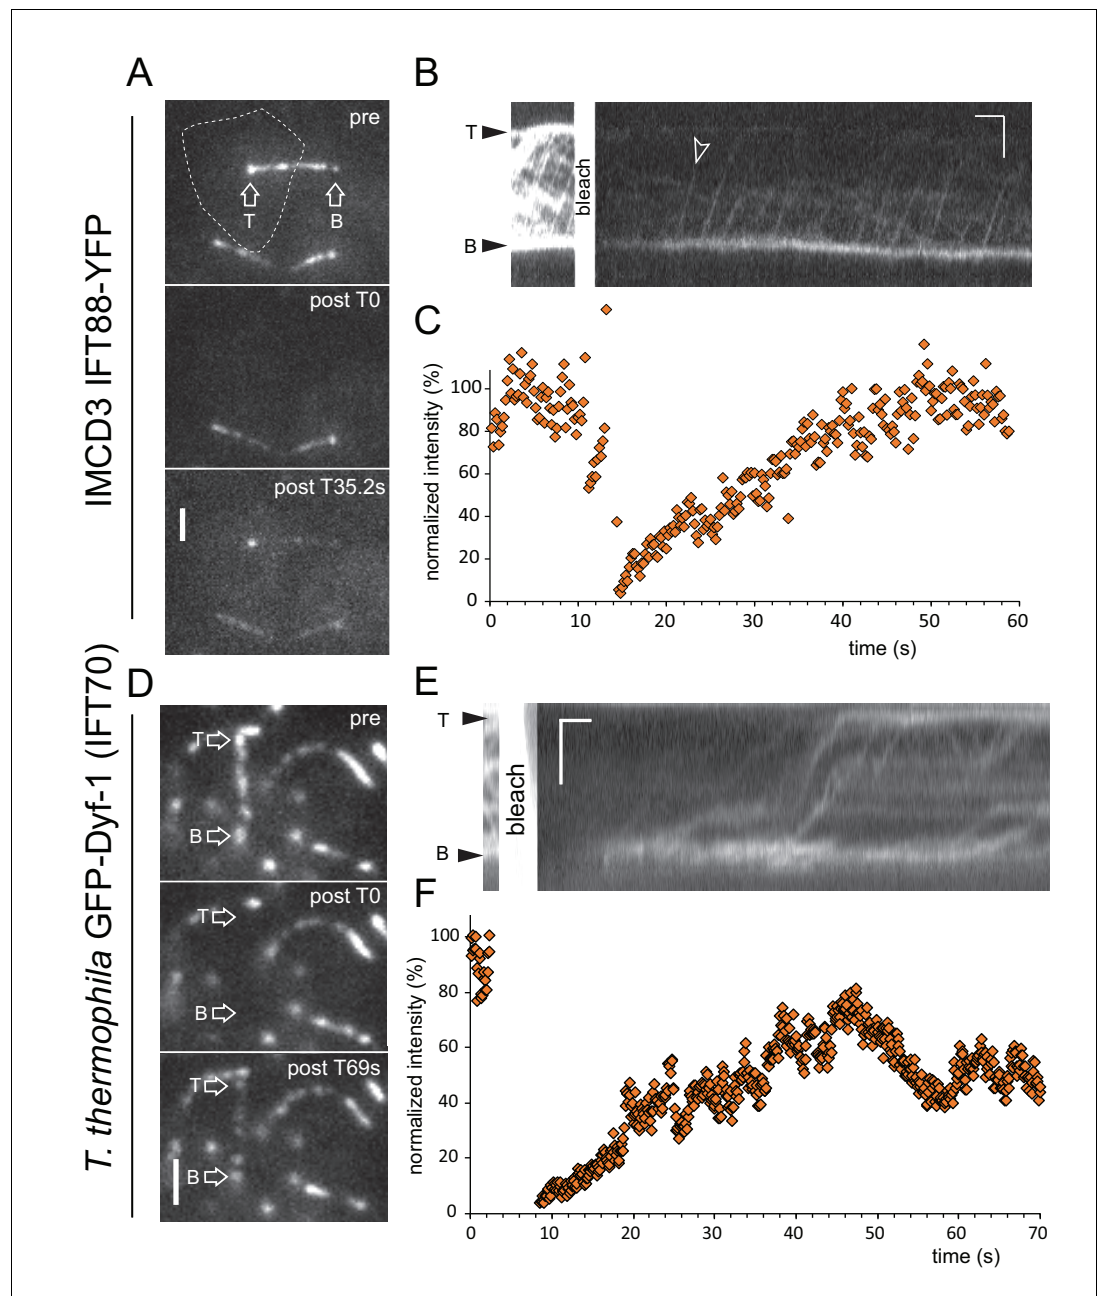 IMCD3 IFT88-YFP
A
pre
T
B
post T0
post T35.2s
B
T
B
bleach
C
normalized intensity (%)
100
80
60
40
20
0
0 10 20 30 40 50 60
time (s)
T. thermophila GFP-Dyf-1 (IFT70)
D
pre
T
B
post T0
T
B
post T69s
T
B
E
T
B
bleach
F
normalized intensity (%)
100
80
60
40
20
0
0 10 20 30 40 50 60 70
time (s)